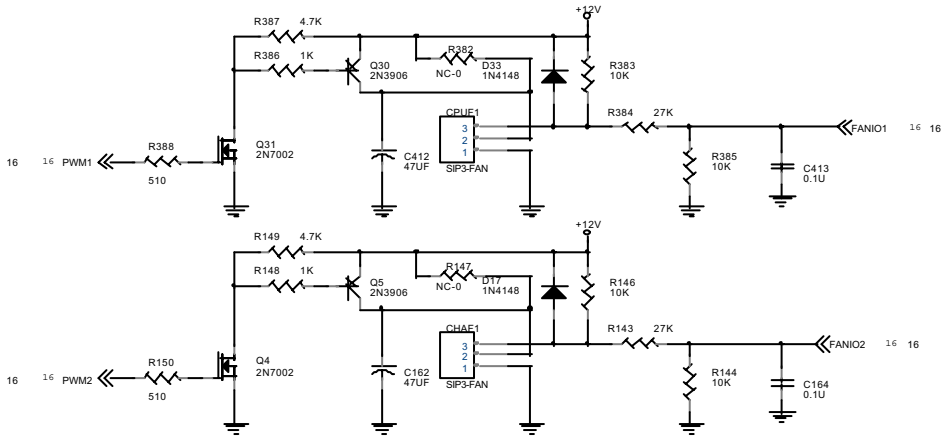 +12V
R387 4.7K
R382
R386 1K
Q30
2N3906
NC-0
D33
1N4148
R383
10K
CPUF1
3
2
1
SIP3-FAN
R384 27K
FANIO1 16 16
Q31
2N7002
R388
510
16 16 PWM1
C412
47UF
R385
10K
C413
0.1U
+12V
R149 4.7K
R147
R148 1K
Q5
2N3906
NC-0
D17
1N4148
R146
10K
CHAF1
3
2
1
SIP3-FAN
R143 27K
FANIO2 16 16
Q4
2N7002
R150
510
16 16 PWM2
C162
47UF
R144
10K
C164
0.1U